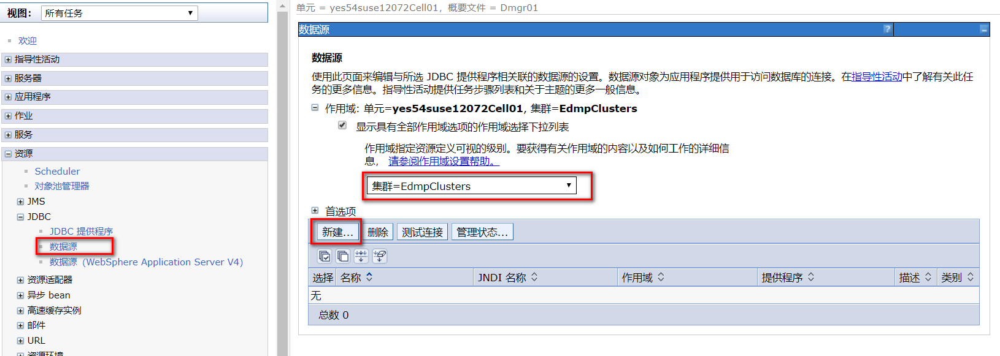 视图：
所有任务
欢迎
指导性活动
服务器
应用程序
作业
服务
资源
Scheduler
对象池管理器
JMS
JDBC
JDBC 提供程序
数据源
数据源（WebSphere Application Server V4）
资源适配器
异步 bean
高速缓存实例
邮件
URL
资源环境
单元 = yes54suse12072Cell01，概要文件 = Dmgr01
数据源
?
数据源
使用此页面来编辑与所选 JDBC 提供程序相关联的数据源的设置。数据源对象为应用程序提供用于访问数据库的连接。在指导性活动中了解有关此任
务的更多信息。指导性活动提供任务步骤列表和关于主题的更多一般信息。
作用域: 单元=yes54suse12072Cell01, 集群=EdmpClusters
显示具有全部作用域选项的作用域选择下拉列表
作用域指定资源定义可视的级别。要获得有关作用域的内容以及如何工作的详细信
息， 请参阅作用域设置帮助。
集群=EdmpClusters
首选项
新建... 删除 测试连接 管理状态...
选择 名称 JNDI 名称 作用域 提供程序 描述 类别
无
总数 0